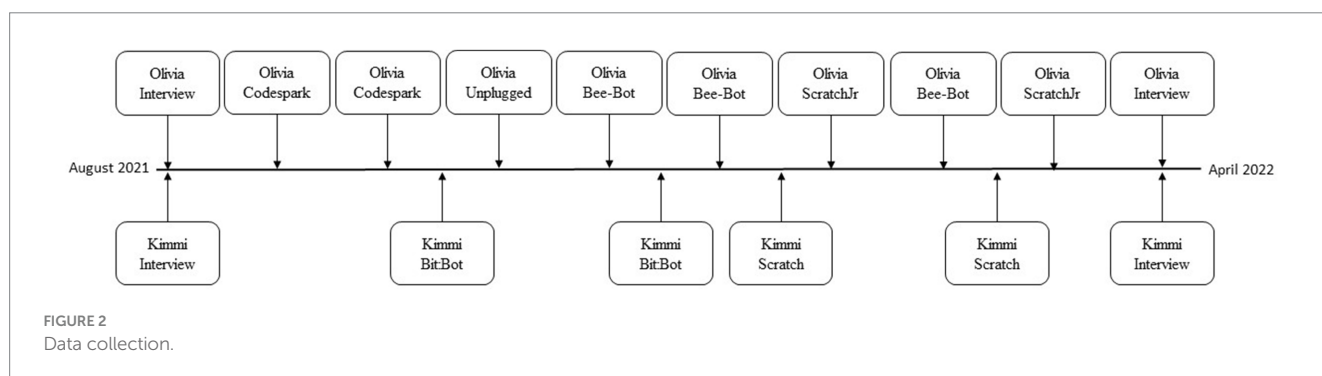 Olivia
Interview
Olivia
Codespark
Olivia
Codespark
Olivia
Unplugged
Olivia
Bee-Bot
Olivia
Bee-Bot
Olivia
ScratchJr
Olivia
Bee-Bot
Olivia
ScratchJr
Olivia
Interview
August 2021
April 2022
Kimmi
Interview
Kimmi
Bit:Bot
Kimmi
Bit:Bot
Kimmi
Scratch
Kimmi
Scratch
Kimmi
Interview
FIGURE 2
Data collection.